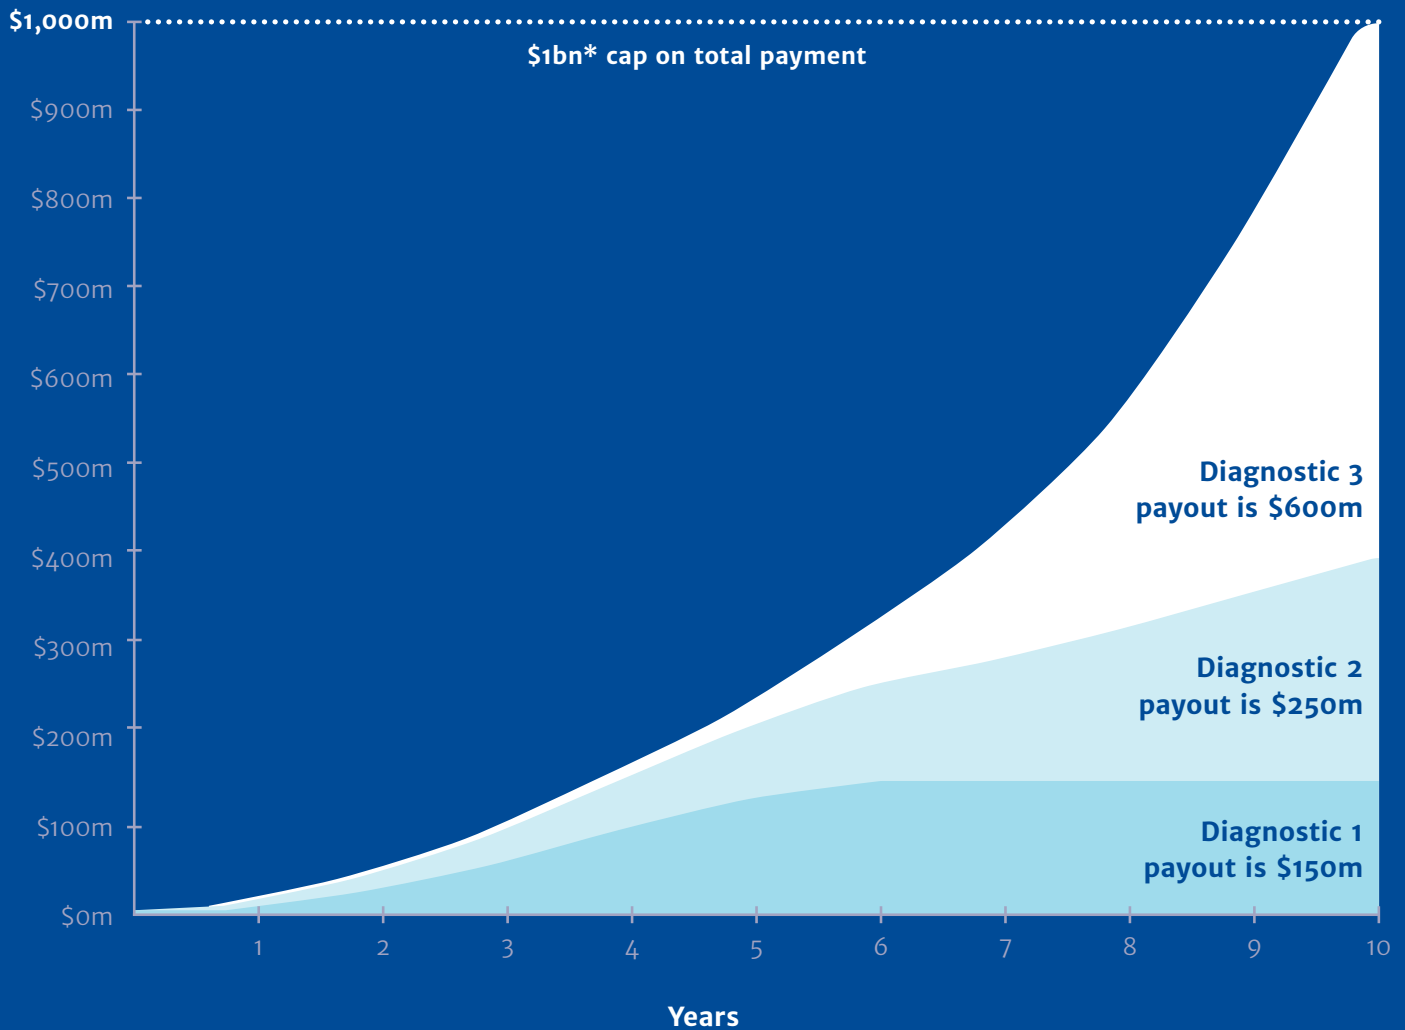 $1,000m
$1bn* cap on total payment
$900m
$800m
$700m
$600m
$500m
$400m
$300m
$200m
$100m
$0m
Diagnostic 3
payout is $600m
Diagnostic 2
payout is $250m
Diagnostic 1
payout is $150m
1 2 3 4 5 6 7 8 9 10
Years